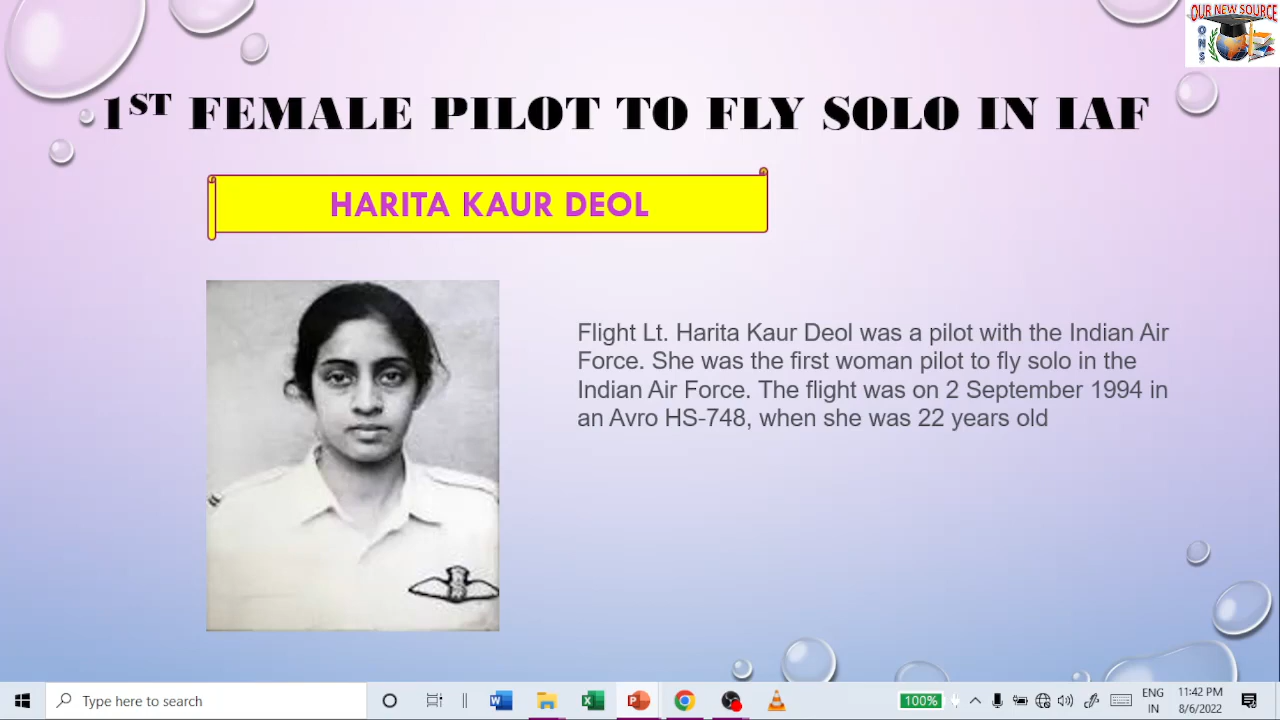 OUR NEW SOURCE
ONS
1ST FEMALE PILOT TO FLY SOLO IN IAF
HARITA KAUR DEOL
Flight Lt. Harita Kaur Deol was a pilot with the Indian Air
Force. She was the first woman pilot to fly solo in the
Indian Air Force. The flight was on 2 September 1994 in
an Avro HS-748, when she was 22 years old
Type here to search
100%
ENG
IN
11:42 PM
8/6/2022